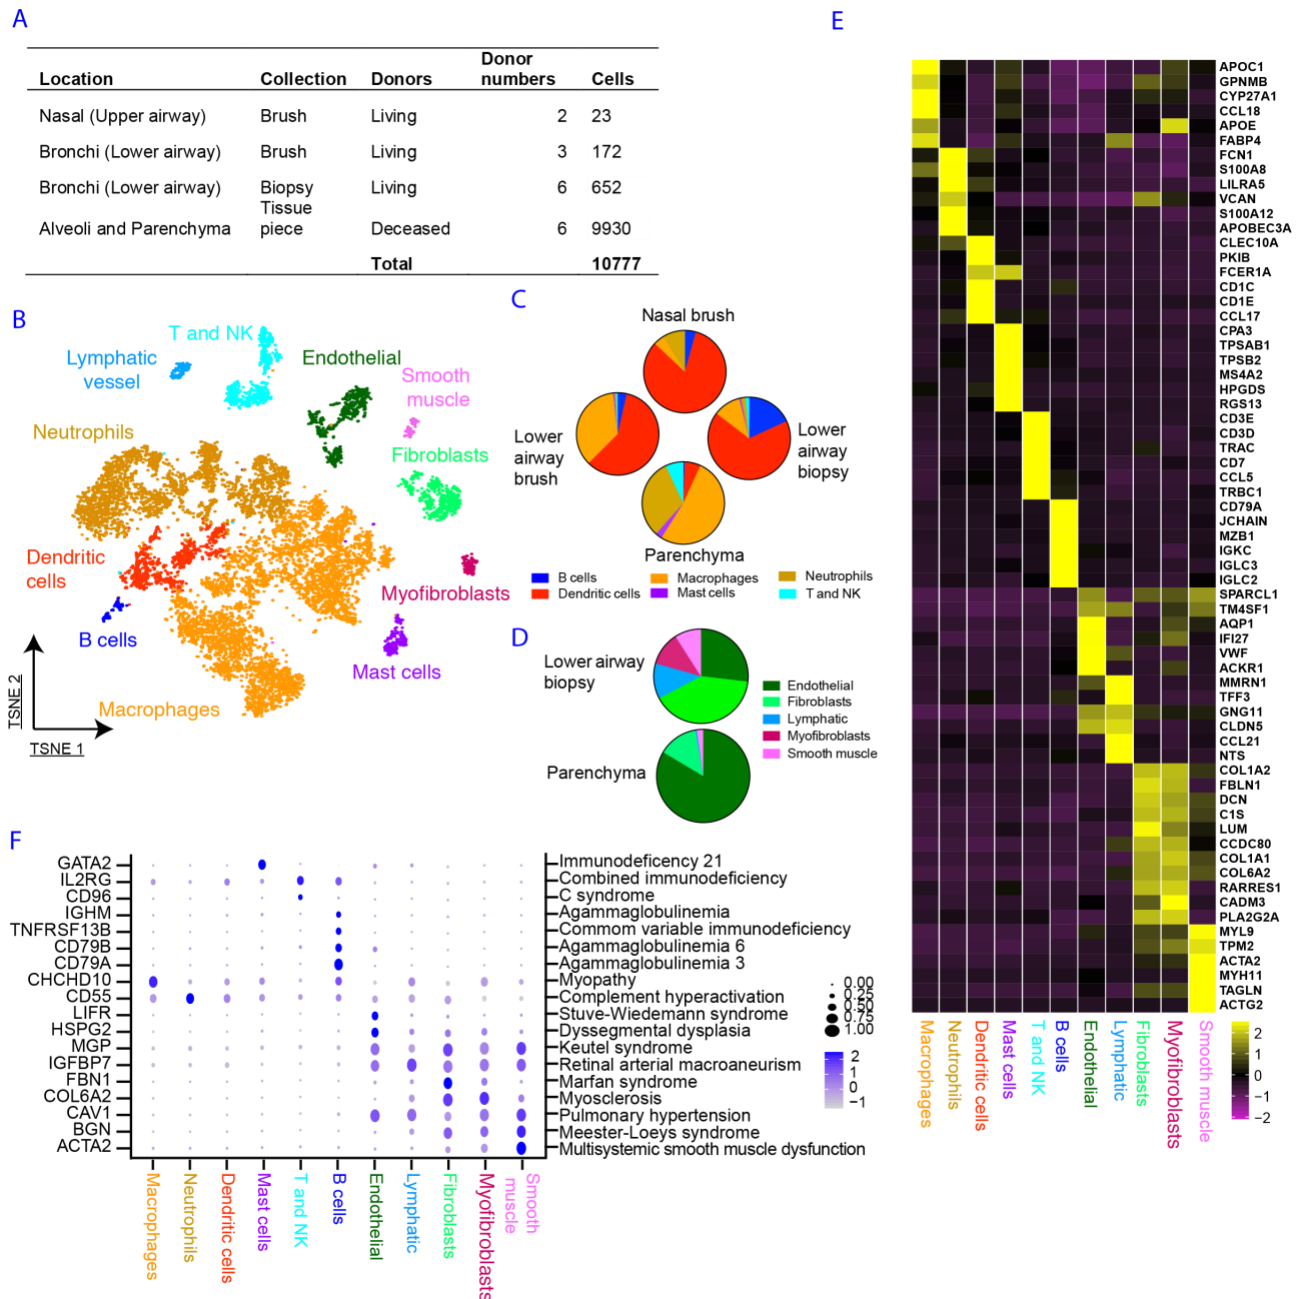 A
Location Collection Donors Donor numbers Cells
Nasal (Upper airway) Brush Living 2 23
Bronchi (Lower airway) Brush Living 3 172
Bronchi (Lower airway) Biopsy Living 6 652
Alveoli and Parenchyma Tissue piece Deceased 6 9930
Total 10777
B
T and NK
Lymphatic
vessel
Endothelial
Smooth
muscle
Neutrophils
Fibroblasts
Dendritic
cells
Myofibroblasts
B cells
Mast cells
Macrophages
TSNE 2
TSNE 1
C
Nasal brush
Lower
airway
brush
Lower
airway
biopsy
Parenchyma
B cells
Dendritic cells
Macrophages
Mast cells
Neutrophils
T and NK
D
Lower airway
biopsy
Parenchyma
Endothelial
Fibroblasts
Lymphatic
Myofibroblasts
Smooth muscle
E
APOC1
GPNMB
CYP27A1
CCL18
APOE
FABP4
FCN1
S100A8
LILRA5
VCAN
S100A12
APOBEC3A
CLEC10A
PKIB
FCER1A
CD1C
CD1E
CCL17
CPA3
TPSAB1
TPSB2
MS4A2
HPGDS
RGS13
CD3E
CD3D
TRAC
CD7
CCL5
TRBC1
CD79A
JCHAIN
MZB1
IGKC
IGLC3
IGLC2
SPARCL1
TM4SF1
AQP1
IFI27
VWF
ACKR1
MMRN1
TFF3
GNG11
CLDN5
CCL21
NTS
COL1A2
FBLN1
DCN
C1S
LUM
CCDC80
COL1A1
COL6A2
RARRES1
CADM3
PLA2G2A
MYL9
TPM2
ACTA2
MYH11
TAGLN
ACTG2
Macrophages
Neutrophils
Dendritic cells
Mast cells
T and NK
B cells
Endothelial
Lymphatic
Fibroblasts
Myofibroblasts
Smooth muscle
2
1
0
−1
−2
F
GATA2
IL2RG
CD96
IGHM
TNFRSF13B
CD79B
CD79A
CHCHD10
CD55
LIFR
HSPG2
MGP
IGFBP7
FBN1
COL6A2
CAV1
BGN
ACTA2
Immunodeficency 21
Combined immunodeficiency
C syndrome
Agammaglobulinemia
Commom variable immunodeficiency
Agammaglobulinemia 6
Agammaglobulinemia 3
Myopathy
Complement hyperactivation
Stuve-Wiedemann syndrome
Dyssegmental dysplasia
Keutel syndrome
Retinal arterial macroaneurism
Marfan syndrome
Myosclerosis
Pulmonary hypertension
Meester-Loeys syndrome
Multisystemic smooth muscle dysfunction
0.00
0.25
0.50
0.75
1.00
2
1
0
−1
Macrophages
Neutrophils
Dendritic cells
Mast cells
T and NK
B cells
Endothelial
Lymphatic
Fibroblasts
Myofibroblasts
Smooth
muscle